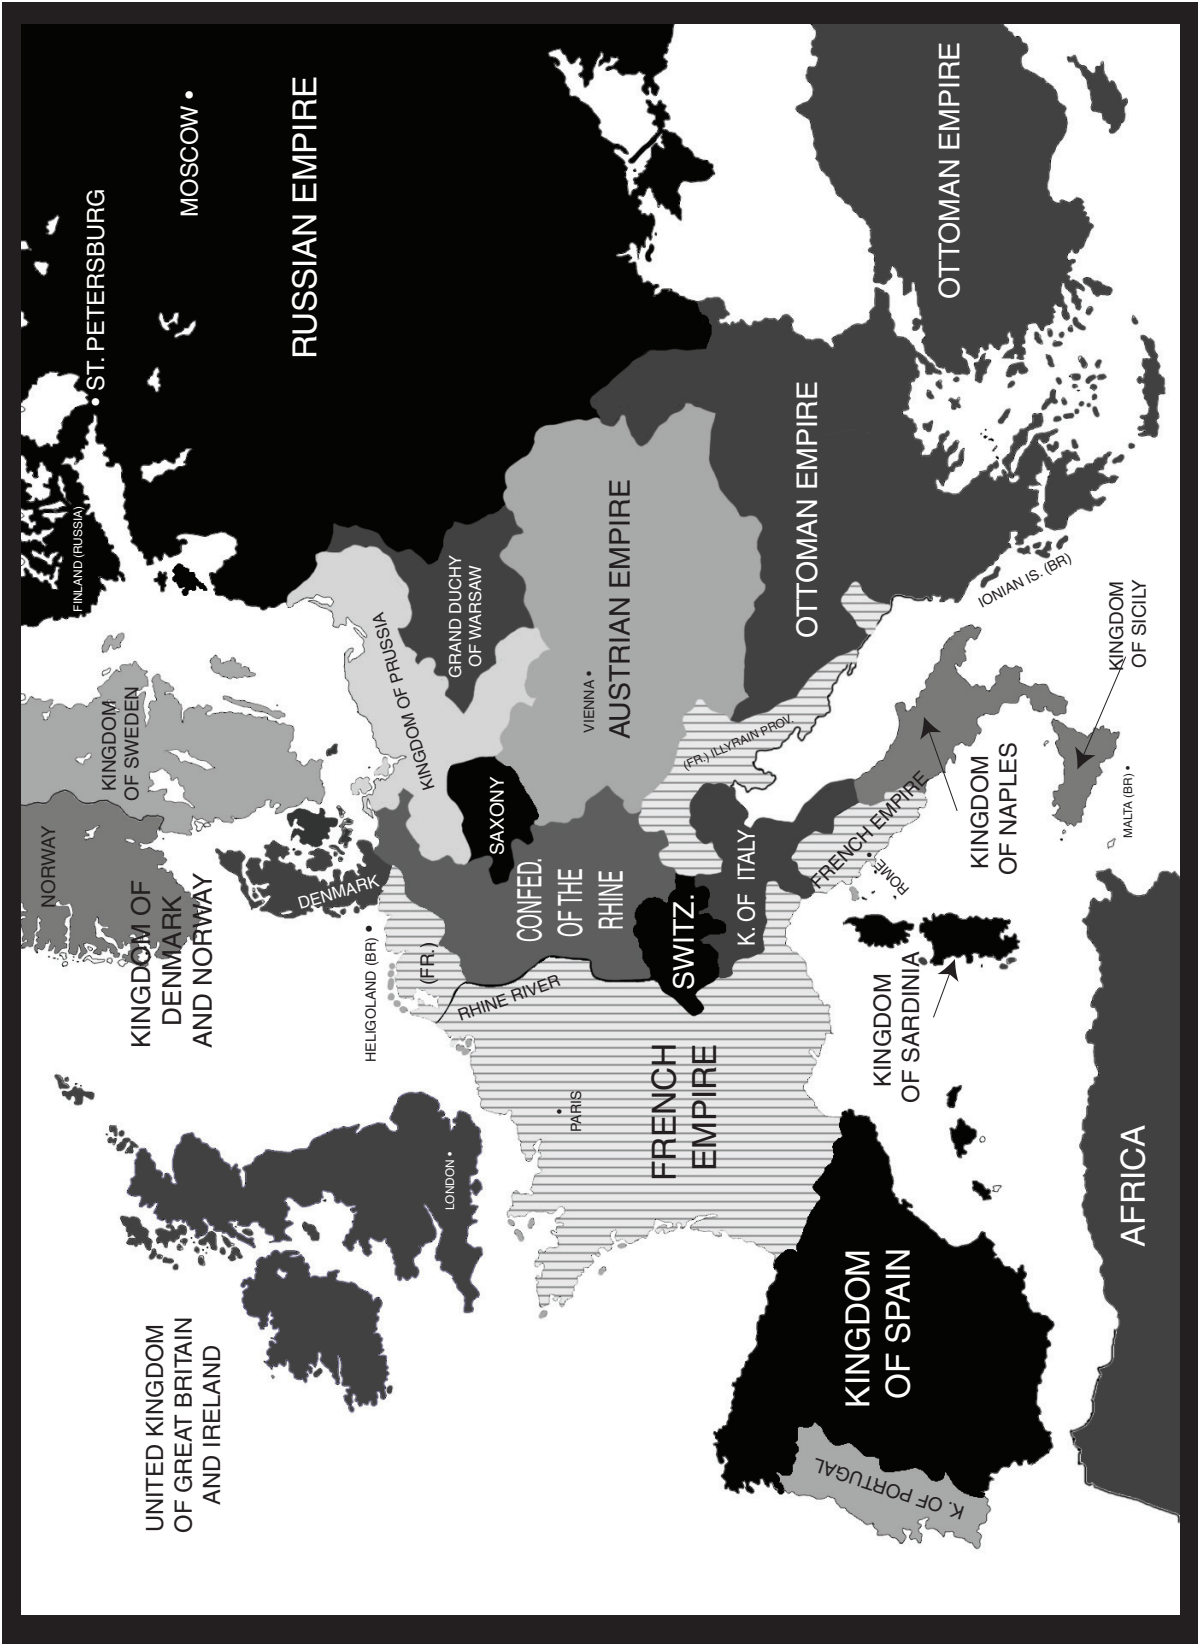 NORWAY
KINGDOM
OF SWEDEN
FINLAND (RUSSIA)
ST. PETERSBURG
MOSCOW
RUSSIAN EMPIRE
UNITED KINGDOM
OF GREAT BRITAIN
AND IRELAND
KINGDOM OF
DENMARK
AND NORWAY
DENMARK
HELIGOLAND (BR)
LONDON
(FR.)
RHINE RIVER
KINGDOM OF PRUSSIA
GRAND DUCHY
OF WARSAW
SAXONY
CONFED.
OF THE
RHINE
PARIS
FRENCH
EMPIRE
SWITZ.
K. OF ITALY
VIENNA
AUSTRIAN EMPIRE
(FR.) ILLYRAIN PROV.
OTTOMAN EMPIRE
OTTOMAN EMPIRE
FRENCH EMPIRE
ROME
KINGDOM
OF NAPLES
IONIAN IS. (BR)
KINGDOM
OF SICILY
MALTA (BR)
KINGDOM
OF SARDINIA
KINGDOM
OF SPAIN
K. OF PORTUGAL
AFRICA